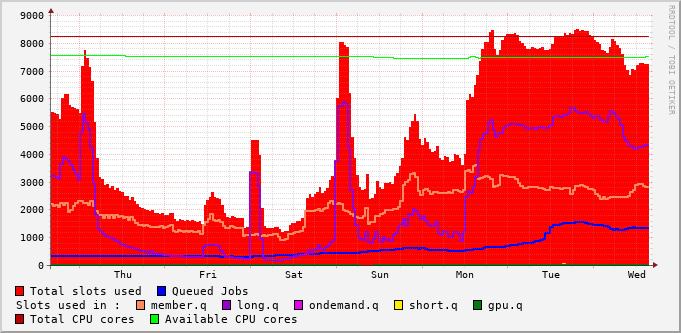 9000
8000
7000
6000
5000
4000
3000
2000
1000
0
Thu Fri Sat Sun Mon Tue Wed
RRDTOOL / TOBI OETIKER
Total slots used Queued Jobs
Slots used in : member.q long.q ondemand.q short.q gpu.q
Total CPU cores Available CPU cores